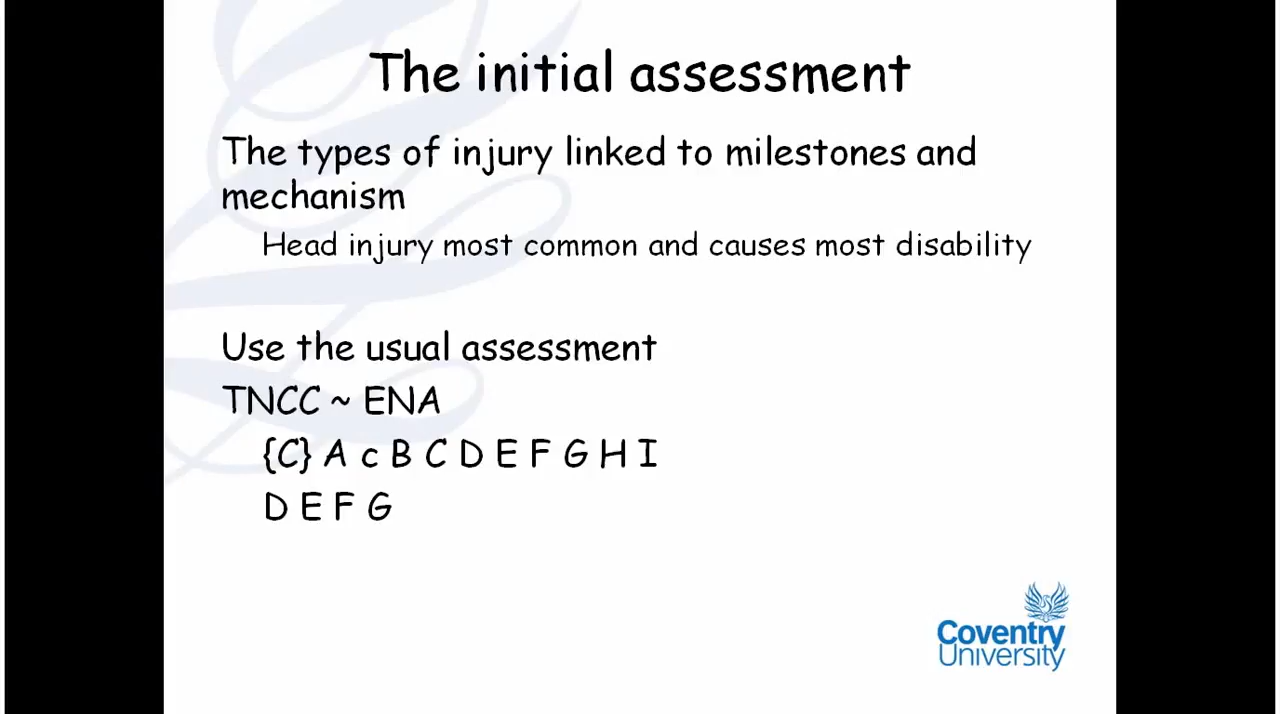 The initial assessment
The types of injury linked to milestones and
mechanism
Head injury most common and causes most disability
Use the usual assessment
TNCC ~ ENA
{C} A c B C D E F G H I
D E F G
Coventry
University